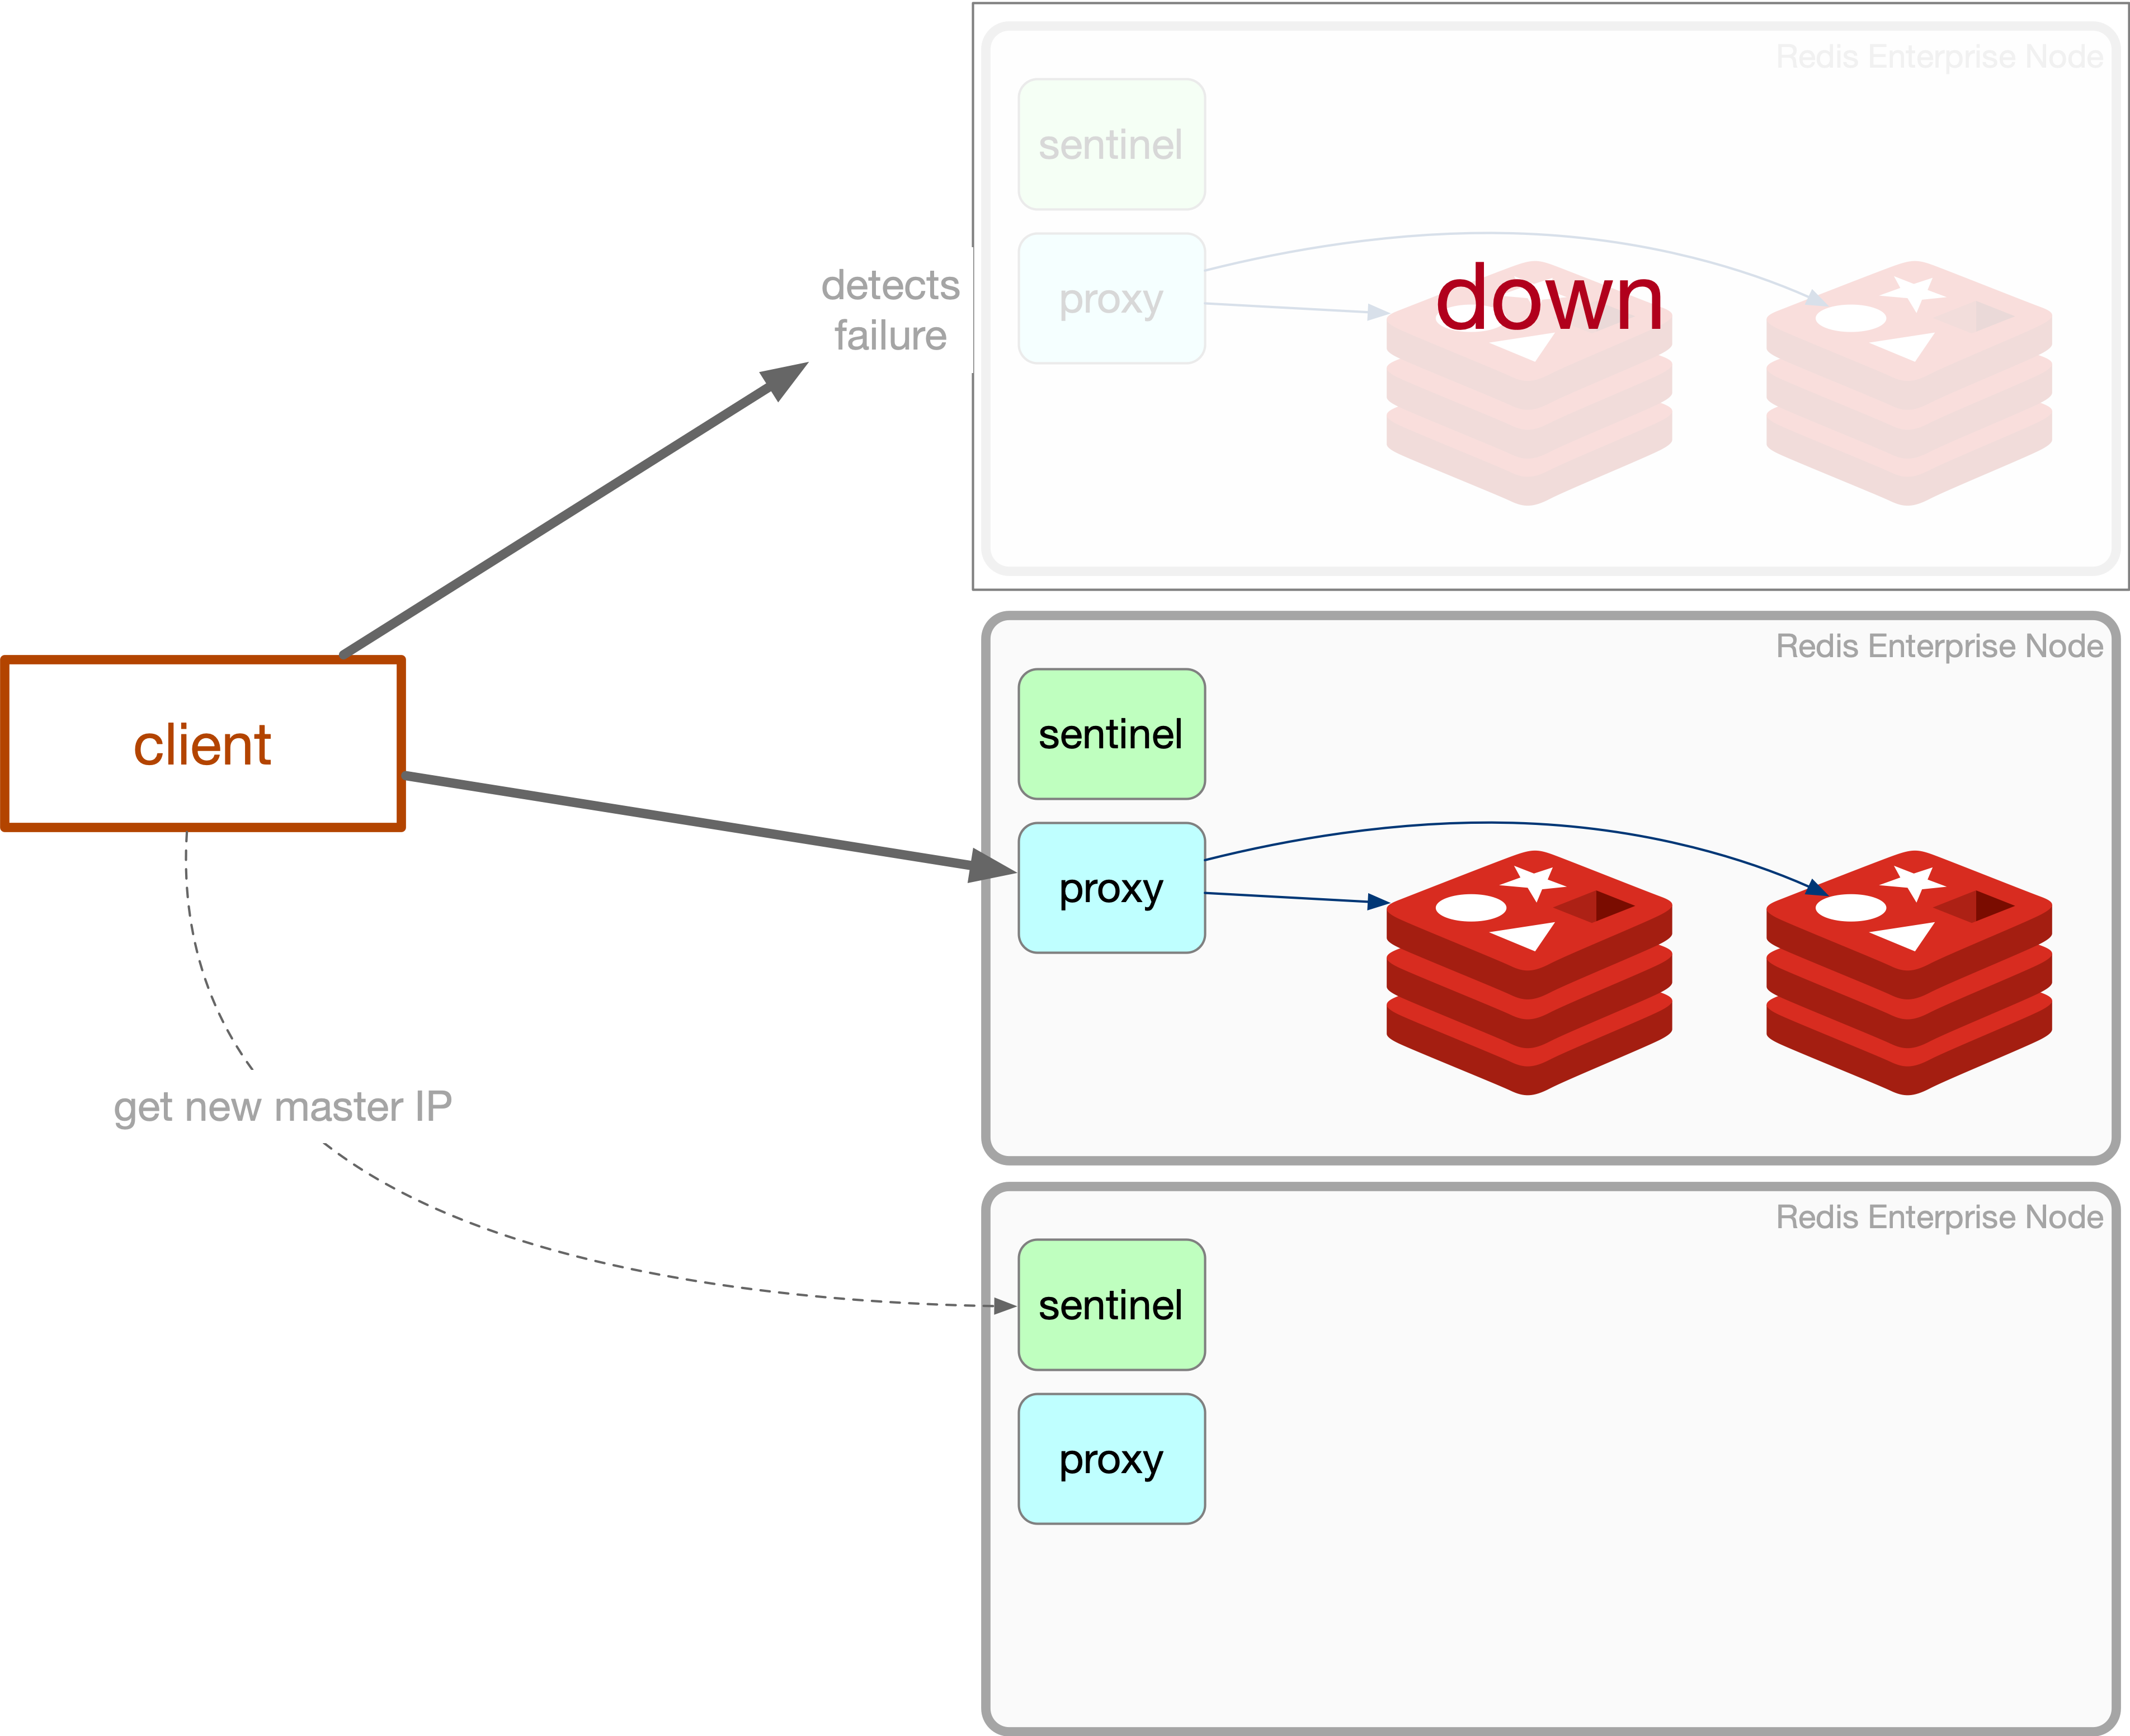 Redis Enterprise Node
sentinel
detects
failure
proxy
down
Redis Enterprise Node
client
sentinel
proxy
get new master IP
Redis Enterprise Node
sentinel
proxy